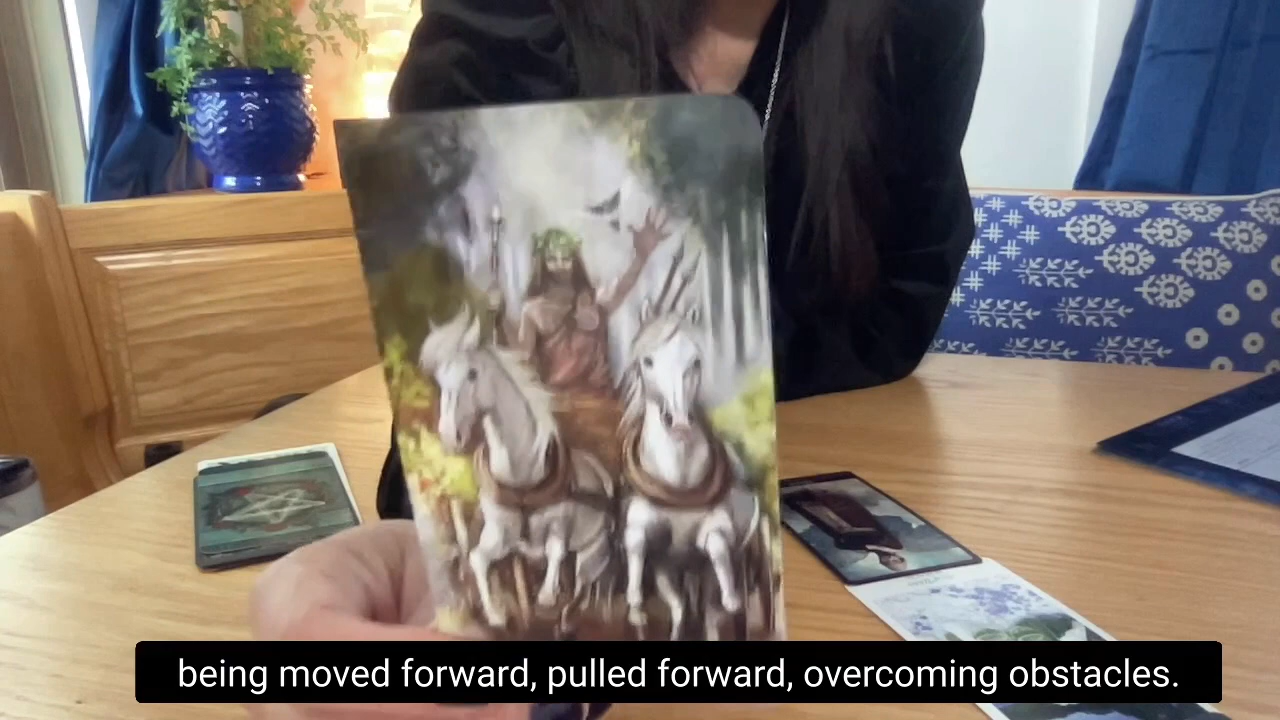 being moved forward, pulled forward, overcoming obstacles.